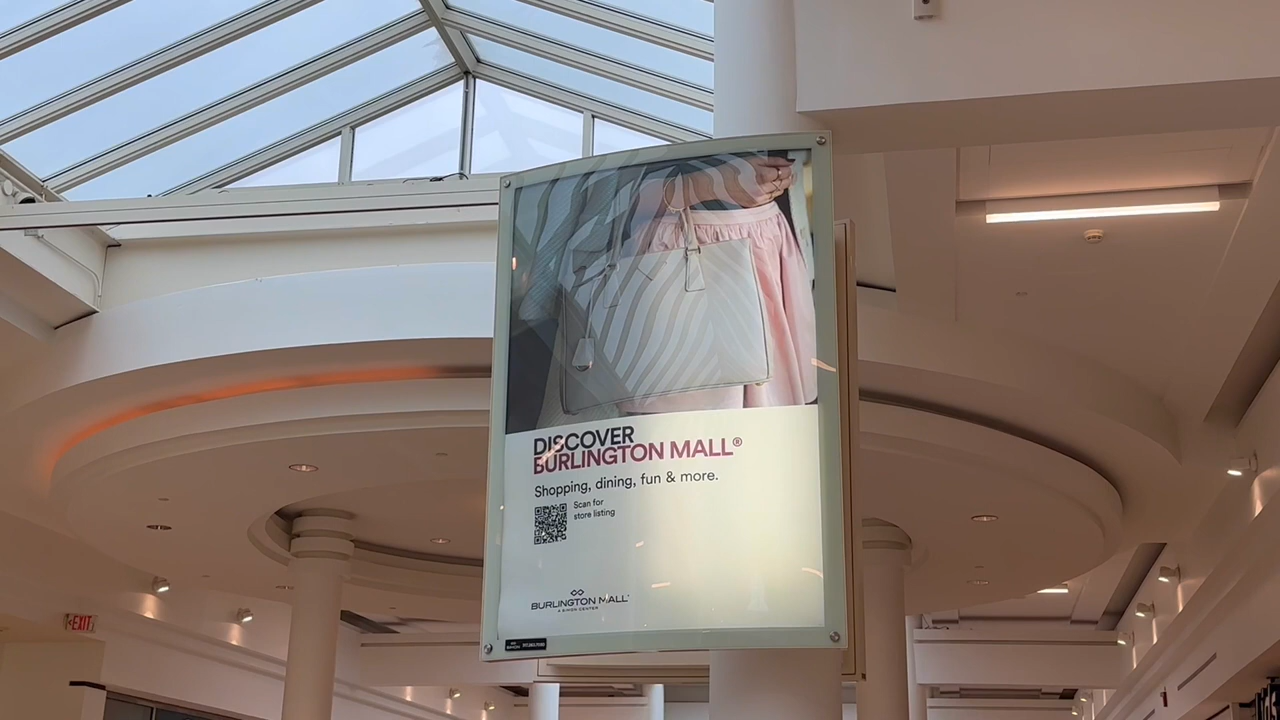 DISCOVER
BURLINGTON MALL®
Shopping, dining, fun & more.
Scan for
store listing
BURLINGTON MALL
A SIMON CENTER
EXIT